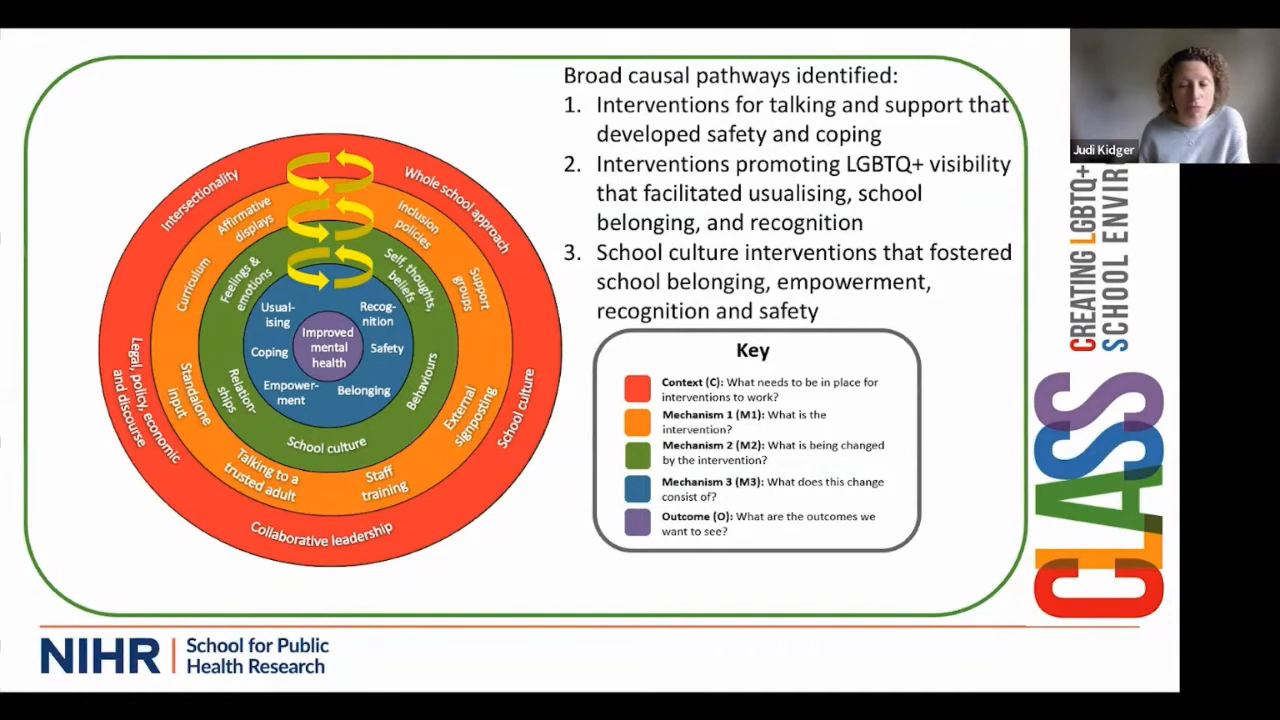 Broad causal pathways identified:
1. Interventions for talking and support that
developed safety and coping
2. Interventions promoting LGBTQ+ visibility
that facilitated usualising, school
belonging, and recognition
3. School culture interventions that fostered
school belonging, empowerment,
recognition and safety
Intersectionality
Whole school approach
School culture
Collaborative leadership
Legal, policy, economic
and discourse
Affirmative
displays
Inclusion
policies
Support
groups
External
signposting
Staff
training
Talking to a
trusted adult
Standalone
input
Curriculum
Feelings &
emotions
Self, thoughts,
beliefs
Behaviours
School culture
Relation-
ships
Usual-
ising
Recog-
nition
Coping
Safety
Empower-
ment
Belonging
Improved
mental
health
Key
Context (C): What needs to be in place for
interventions to work?
Mechanism 1 (M1): What is the
intervention?
Mechanism 2 (M2): What is being changed
by the intervention?
Mechanism 3 (M3): What does this change
consist of?
Outcome (O): What are the outcomes we
want to see?
Judi Kidger
CLASS
CREATING LGBTQ+
SCHOOL ENVIR
NIHR
School for Public
Health Research